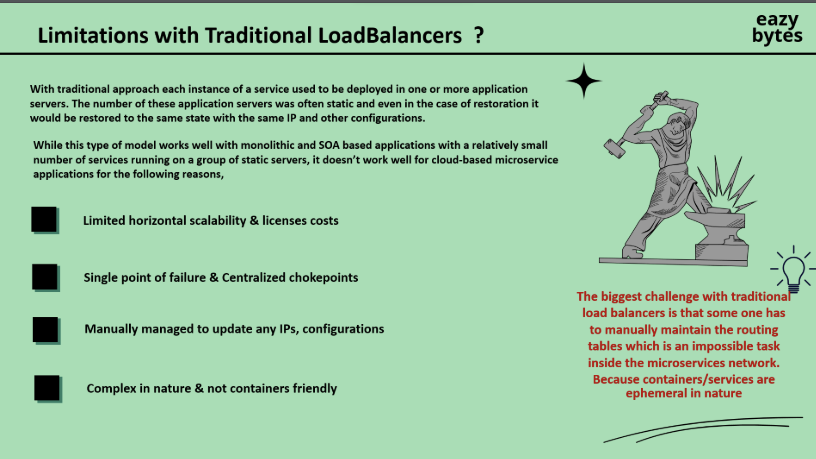 Limitations with Traditional LoadBalancers ?
eazy
bytes
With traditional approach each instance of a service used to be deployed in one or more application
servers. The number of these application servers was often static and even in the case of restoration it
would be restored to the same state with the same IP and other configurations.
While this type of model works well with monolithic and SOA based applications with a relatively small
number of services running on a group of static servers, it doesn’t work well for cloud-based microservice
applications for the following reasons,
Limited horizontal scalability & licenses costs
Single point of failure & Centralized chokepoints
Manually managed to update any IPs, configurations
Complex in nature & not containers friendly
The biggest challenge with traditional
load balancers is that some one has
to manually maintain the routing
tables which is an impossible task
inside the microservices network.
Because containers/services are
ephemeral in nature